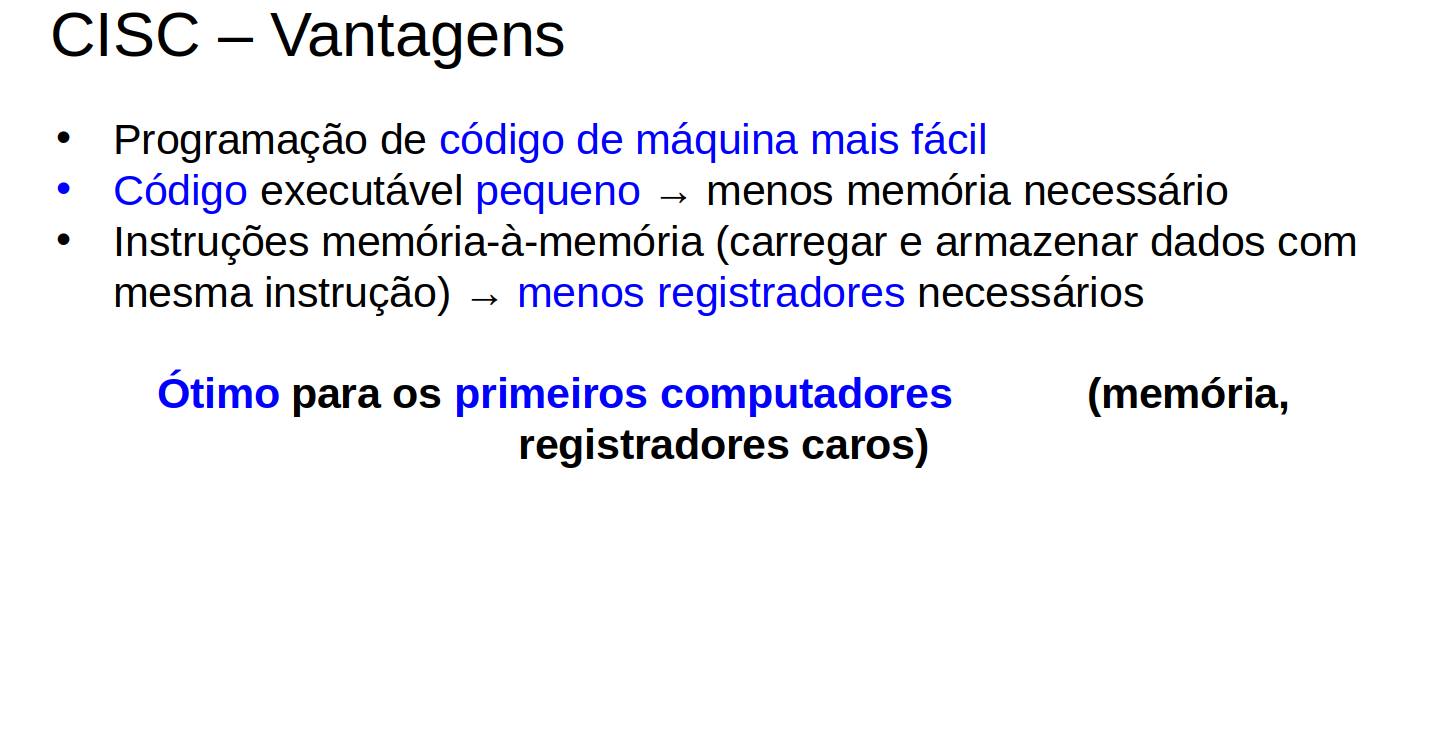 CISC – Vantagens
• Programação de código de máquina mais fácil
• Código executável pequeno → menos memória necessário
• Instruções memória-à-memória (carregar e armazenar dados com
mesma instrução) → menos registradores necessários
Ótimo para os primeiros computadores (memória,
registradores caros)